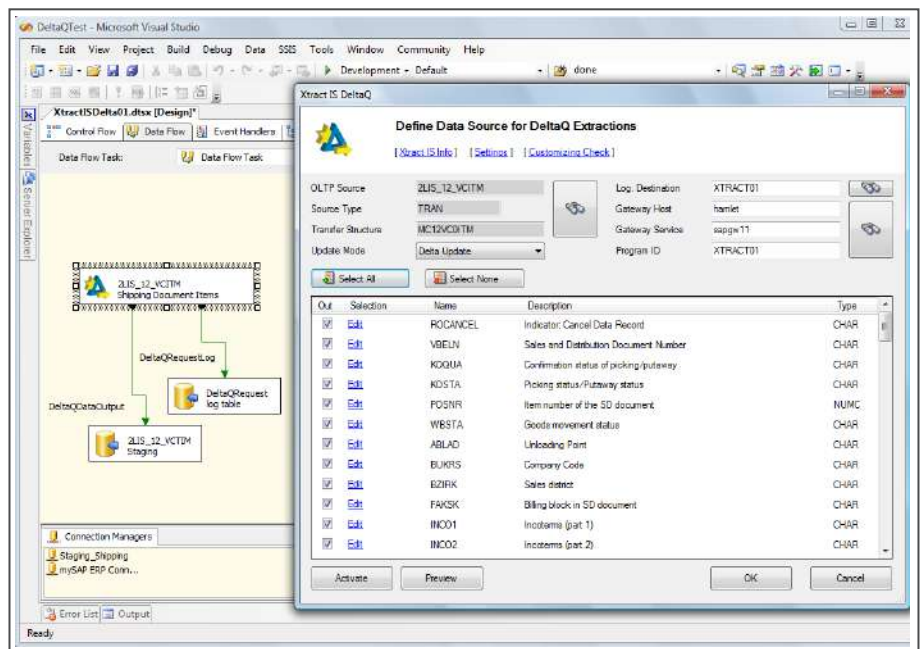 DeltaQTest - Microsoft Visual Studio
File Edit View Project Build Debug Data SSIS Tools Window Community Help
Development Default done
XtractISDelta01.dtsx [Design]*
Control Flow Data Flow Event Handlers
Data Flow Task: Data Flow Task
Variables
Server Explorer
2LIS_12_VCITM
Shipping Document Items
DeltaQRequestLog
DeltaQRequest
log table
DeltaQDataOutput
2LIS_12_VCTIM
Staging
Connection Managers
Staging_Shipping
mySAP ERP Conn...
Error List Output
Ready
Xtract IS DeltaQ
Define Data Source for DeltaQ Extractions
[ Xtract IS Info ] [ Settings ] [ Customizing Check ]
OLTP Source 2LIS_12_VCITM Log. Destination XTRACT01
Source Type TRAN Gateway Host hamlet
Transfer Structure MC12VC0ITM Gateway Service sapgw11
Update Mode Delta Update Program ID XTRACT01
Select All Select None
Out Selection Name Description Type
Edit ROCANCEL Indicator: Cancel Data Record CHAR
Edit VBELN Sales and Distribution Document Number CHAR
Edit KOQUA Confirmation status of picking/putaway CHAR
Edit KOSTA Picking status/Putaway status CHAR
Edit POSNR Item number of the SD document NUMC
Edit WBSTA Goods movement status CHAR
Edit ABLAD Unloading Point CHAR
Edit BUKRS Company Code CHAR
Edit BZIRK Sales district CHAR
Edit FAKSK Billing block in SD document CHAR
Edit INCO1 Incoterms (part 1) CHAR
Edit INCO2 Incoterms (part 2) CHAR
Activate Preview OK Cancel